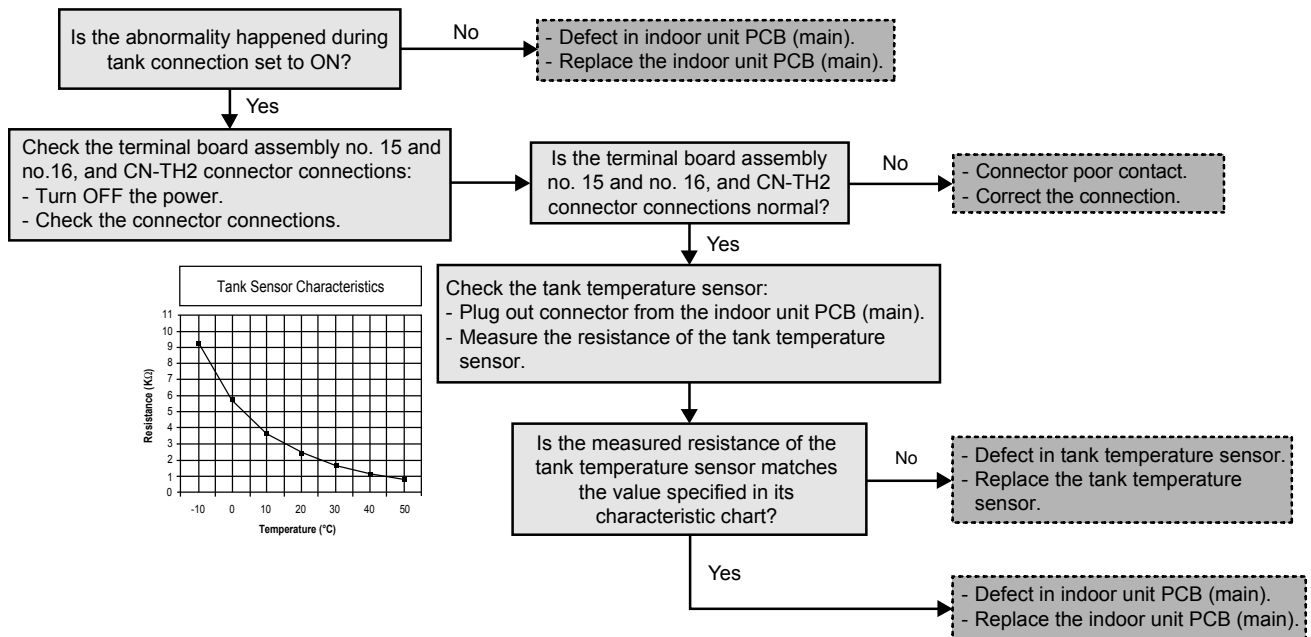 Is the abnormality happened during
tank connection set to ON?
No
- Defect in indoor unit PCB (main).
- Replace the indoor unit PCB (main).
Yes
Check the terminal board assembly no. 15 and
no.16, and CN-TH2 connector connections:
- Turn OFF the power.
- Check the connector connections.
Is the terminal board assembly
no. 15 and no. 16, and CN-TH2
connector connections normal?
No
- Connector poor contact.
- Correct the connection.
Yes
Tank Sensor Characteristics
11
10
9
8
7
6
5
4
3
2
1
0
Resistance (KΩ)
-10 0 10 20 30 40 50
Temperature (°C)
Check the tank temperature sensor:
- Plug out connector from the indoor unit PCB (main).
- Measure the resistance of the tank temperature
sensor.
Is the measured resistance of the
tank temperature sensor matches
the value specified in its
characteristic chart?
No
- Defect in tank temperature sensor.
- Replace the tank temperature
sensor.
Yes
- Defect in indoor unit PCB (main).
- Replace the indoor unit PCB (main).